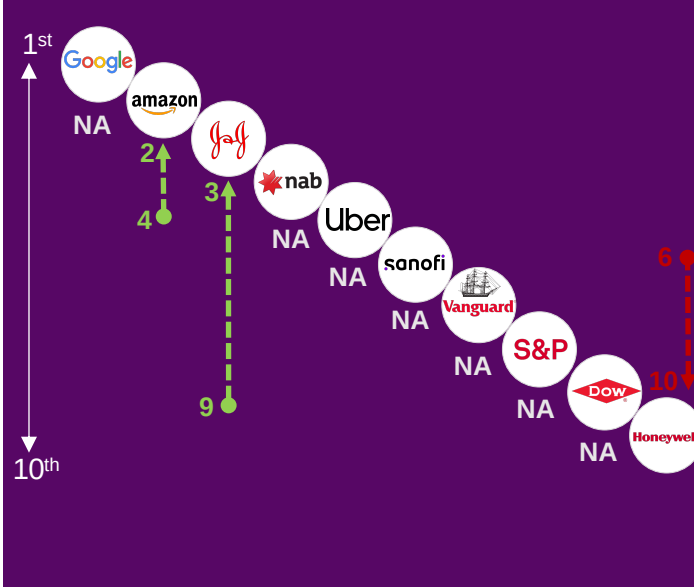 1st
Google
NA
amazon
2
4
J&J
3
9
nab
NA
Uber
NA
sanofi
NA
Vanguard
NA
S&P
NA
Dow
NA
6
10
Honeywel
10th